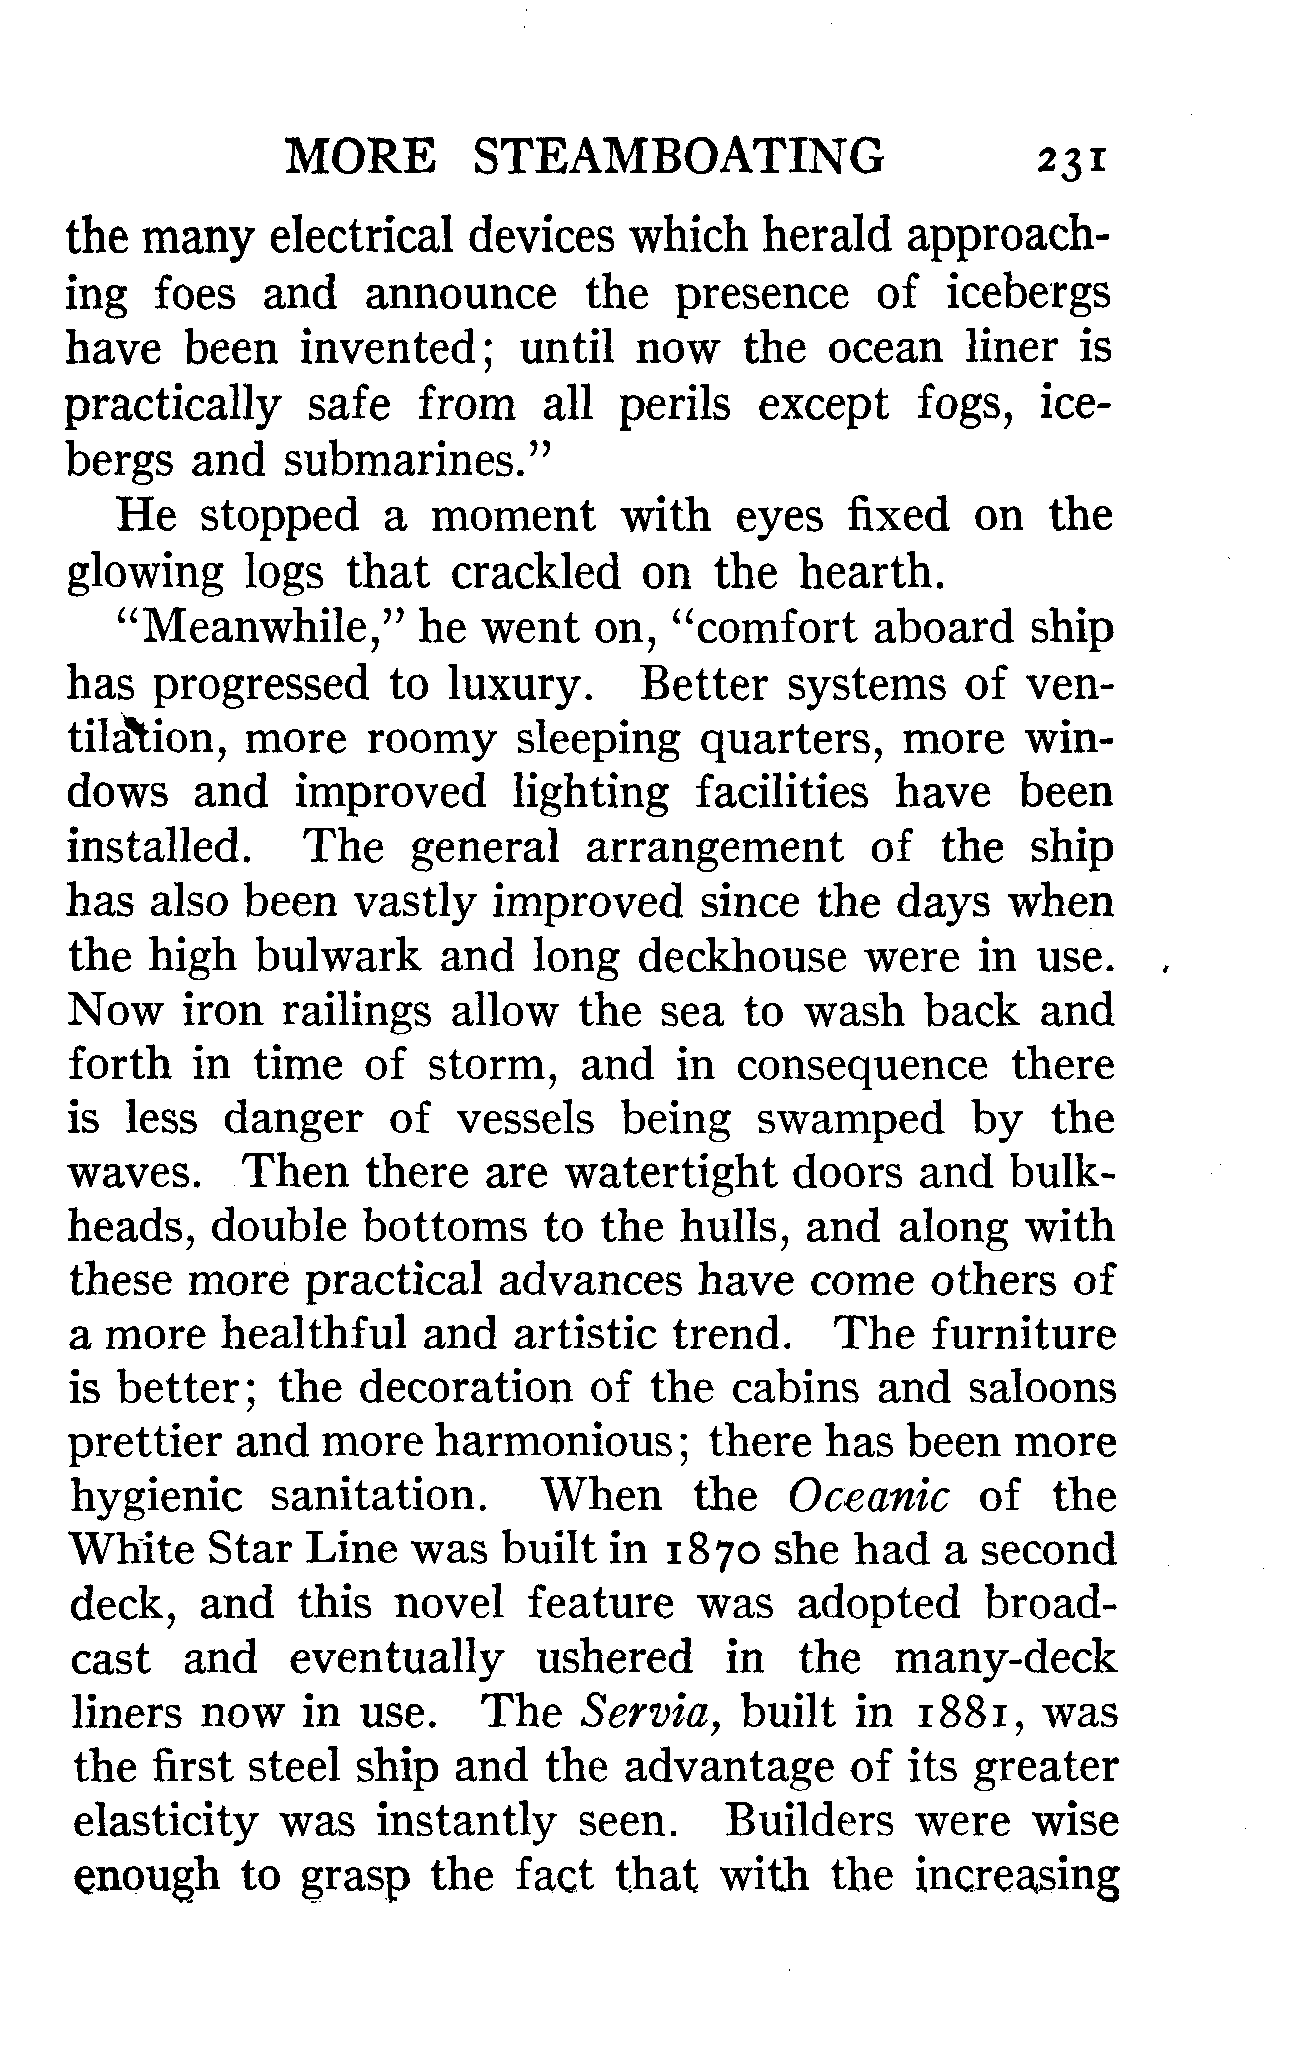 MORE STEAMBOATING 231
the many electrical devices which herald approach-
ing foes and announce the presence of icebergs
have been invented; until now the ocean liner is
practically safe from all perils except fogs, ice-
bergs and submarines.”
He stopped a moment with eyes fixed on the
glowing logs that crackled on the hearth.
“Meanwhile,” he went on, “comfort aboard ship
has progressed to luxury. Better systems of ven-
tilation, more roomy sleeping quarters, more win-
dows and improved lighting facilities have been
installed. The general arrangement of the ship
has also been vastly improved since the days when
the high bulwark and long deckhouse were in use.
Now iron railings allow the sea to wash back and
forth in time of storm, and in consequence there
is less danger of vessels being swamped by the
waves. Then there are watertight doors and bulk-
heads, double bottoms to the hulls, and along with
these more practical advances have come others of
a more healthful and artistic trend. The furniture
is better; the decoration of the cabins and saloons
prettier and more harmonious; there has been more
hygienic sanitation. When the Oceanic of the
White Star Line was built in 1870 she had a second
deck, and this novel feature was adopted broad-
cast and eventually ushered in the many-deck
liners now in use. The Servia, built in 1881, was
the first steel ship and the advantage of its greater
elasticity was instantly seen. Builders were wise
enough to grasp the fact that with the increasing